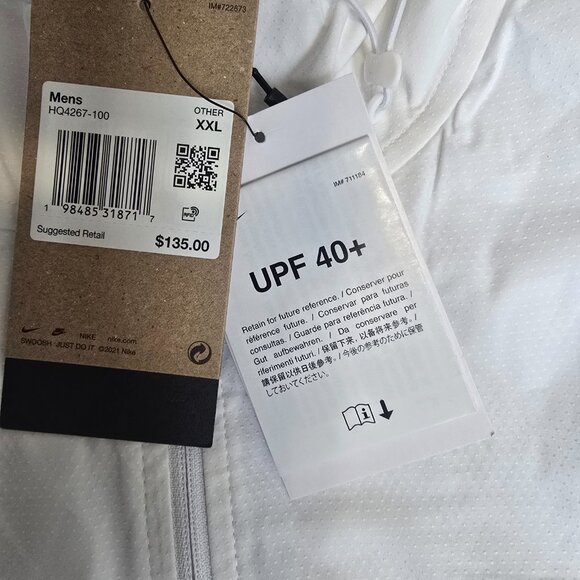 IM#722673
Mens
HQ4267-100
OTHER
XXL
1 98485 31871 7
RFID
Suggested Retail
$135.00
NIKE nike.com
SWOOSH JUST DO IT ©2021 Nike
IM# 711184
UPF 40+
Retain for future reference. / Conserver pour
référence future. / Conservar para futuras
consultas. / Guarde para referência futura. /
Gut aufbewahren. / Da conservare per
riferimenti futuri. / 保留下来，以备将来参考。/
請保留以供日後參考。/ 今後の参考のために保管
しておいてください。